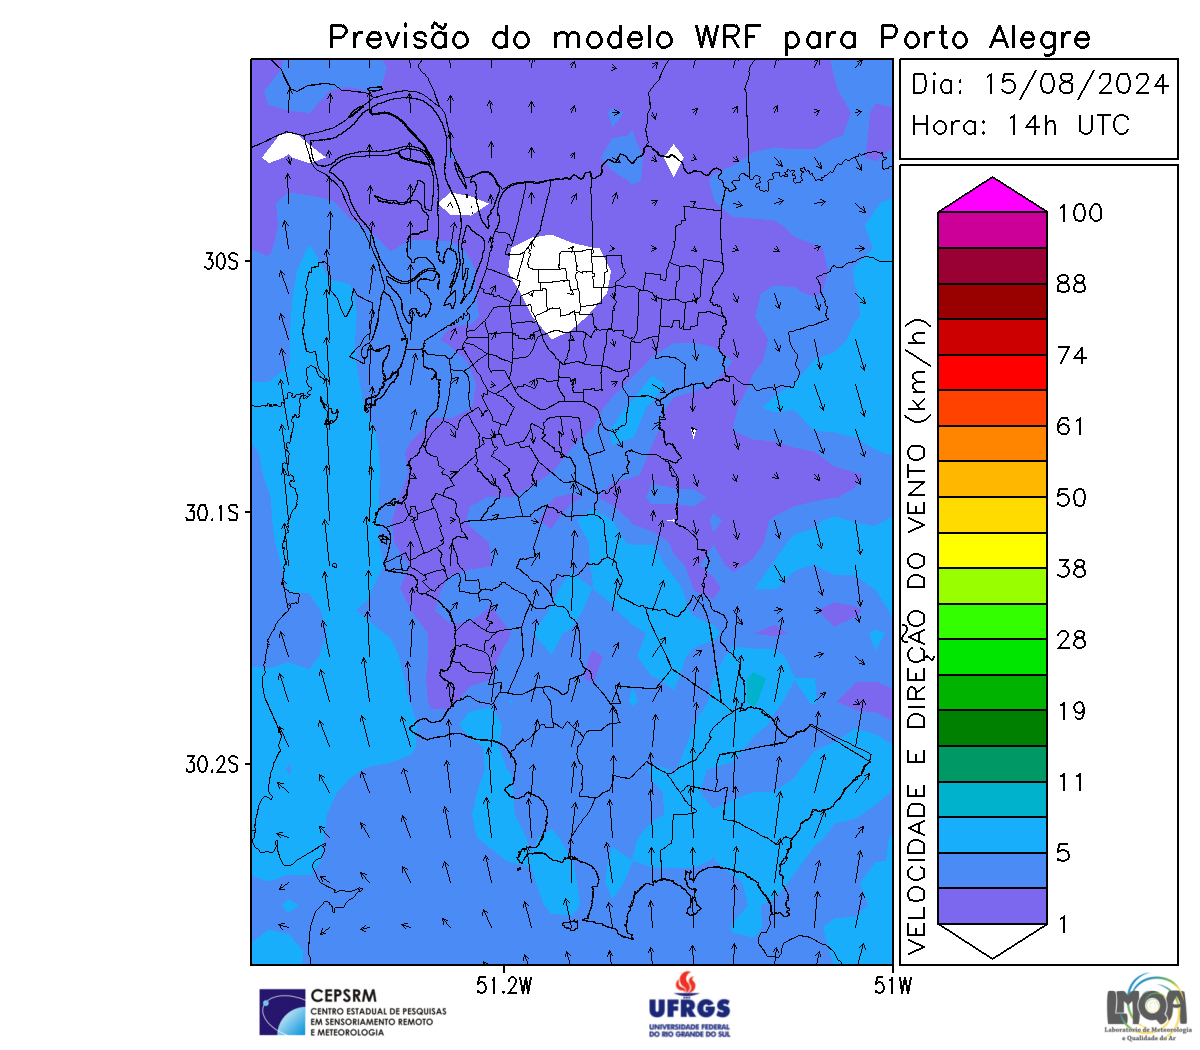 Previsão do modelo WRF para Porto Alegre
Dia: 15/08/2024
Hora: 14h UTC
30S
30.1S
30.2S
51.2W
51W
VELOCIDADE E DIREÇÃO DO VENTO (km/h)
100
88
74
61
50
38
28
19
11
5
1
CEPSRM
CENTRO ESTADUAL DE PESQUISAS
EM SENSORIAMENTO REMOTO
E METEOROLOGIA
UFRGS
UNIVERSIDADE FEDERAL
DO RIO GRANDE DO SUL
LMQA
Laboratório de Meteorologia
e Qualidade do Ar